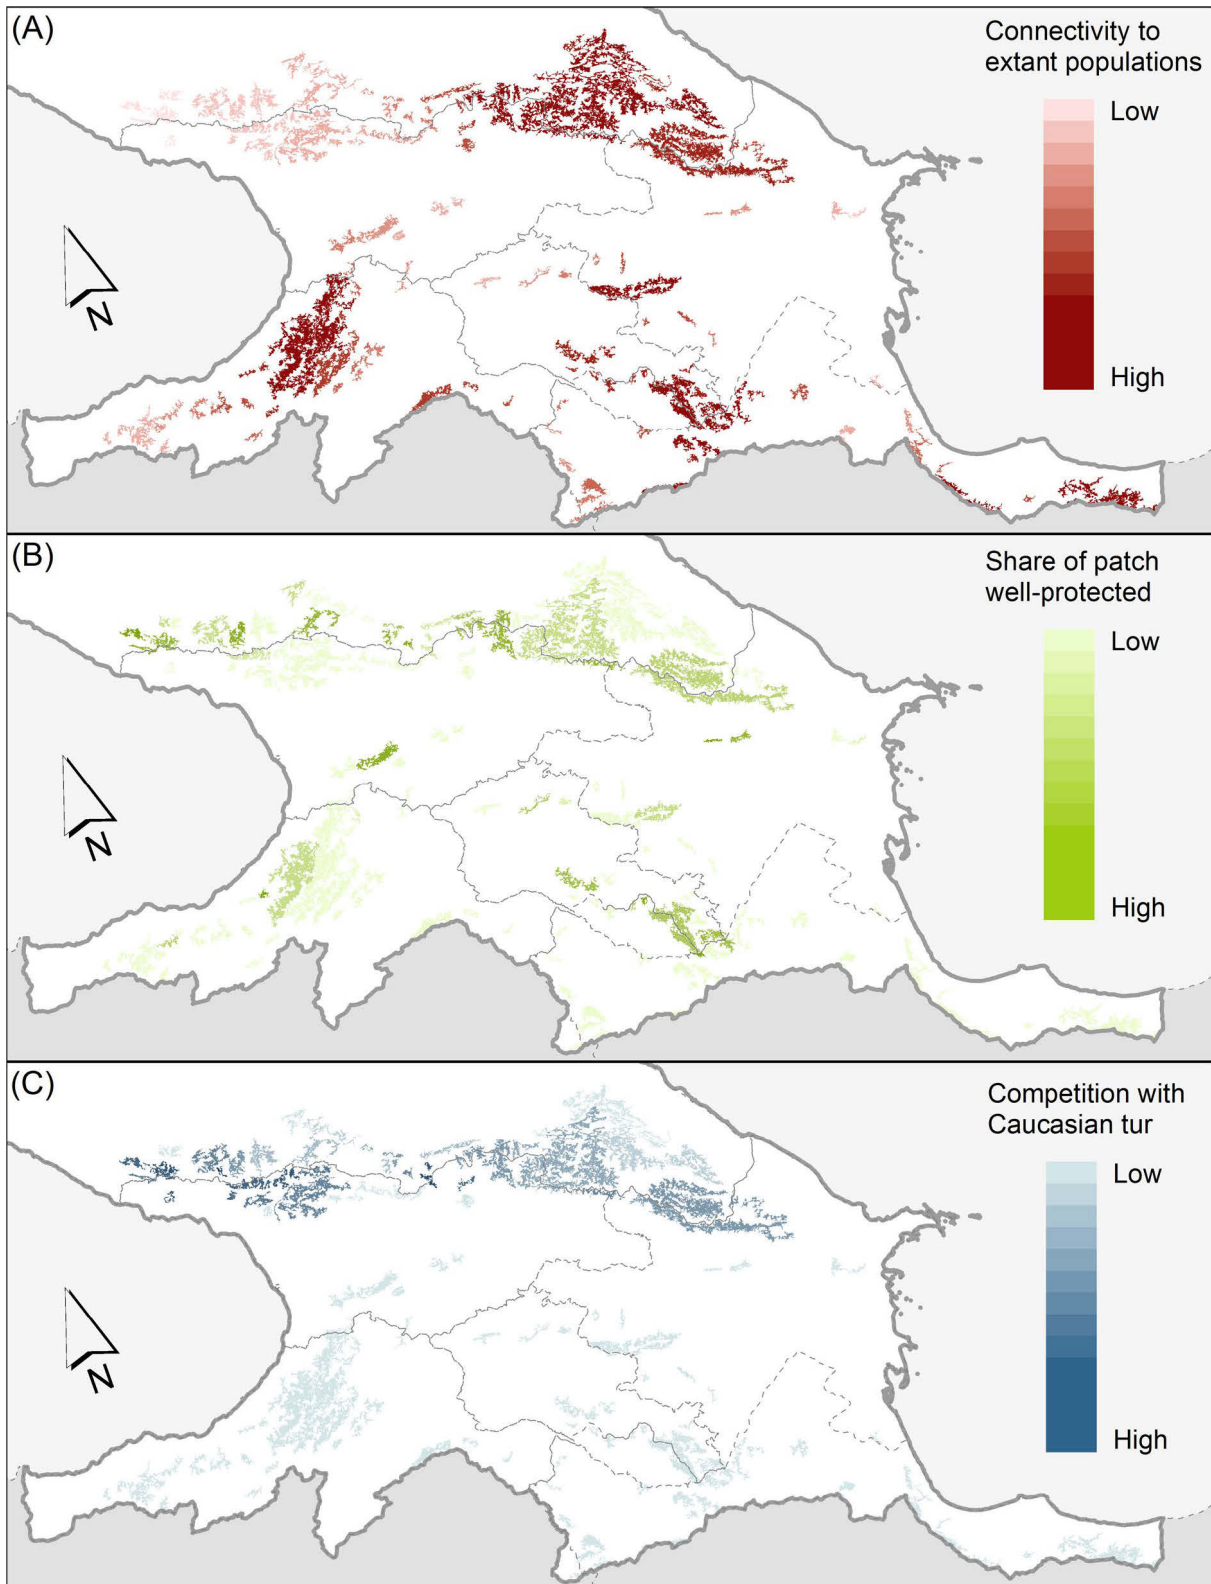 (A)
Connectivity to
extant populations
Low
High
N
(B)
Share of patch
well-protected
Low
High
N
(C)
Competition with
Caucasian tur
Low
High
N